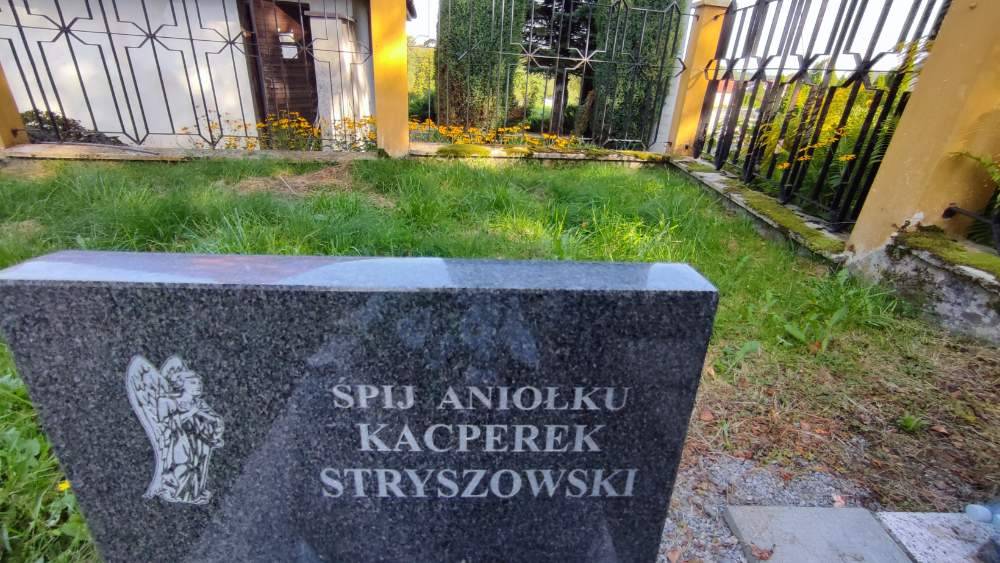 ŚPIJ ANIOŁKU
KACPEREK
STRYSZOWSKI